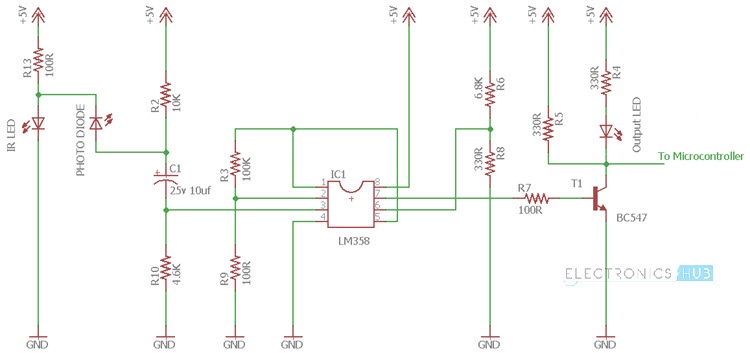 +5V
+5V
+5V
+5V
+5V
+5V
R13
100R
IR LED
PHOTO DIODE
R2
10K
C1
25v 10uf
R10
4.6K
R3
100K
R9
100R
IC1
1
2
3
4
8
7
6
5
LM358
R6
6.8K
R8
330R
R7
100R
R5
330R
R4
330R
Output LED
To Microcontroller
T1
BC547
ELECTRONICS HUB
GND
GND
GND
GND
GND
GND